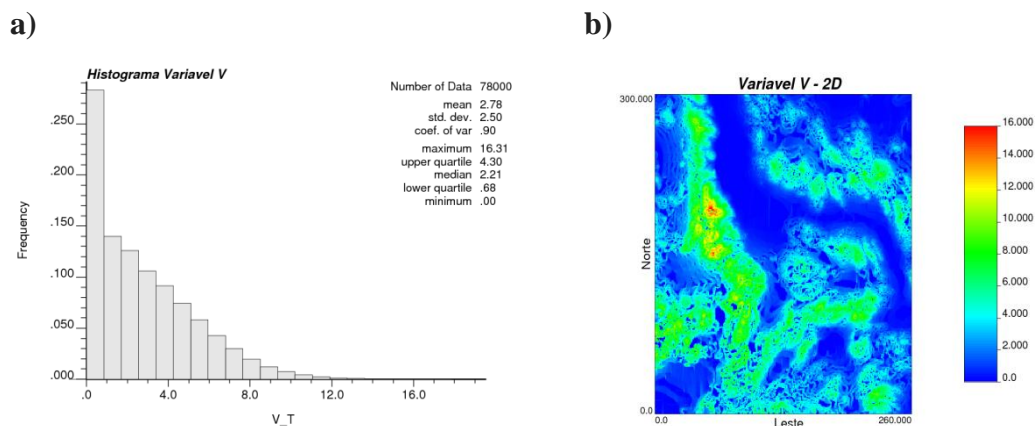 a)
Histograma Variavel V
Number of Data 78000
mean 2.78
std. dev. 2.50
coef. of var .90
maximum 16.31
upper quartile 4.30
median 2.21
lower quartile .68
minimum .00
Frequency
.250
.200
.150
.100
.050
.000
.0 4.0 8.0 12.0 16.0
V_T
b)
Variavel V - 2D
300.000
Norte
0.0
0.0 Leste 260.000
16.000
14.000
12.000
10.000
8.000
6.000
4.000
2.000
0.0